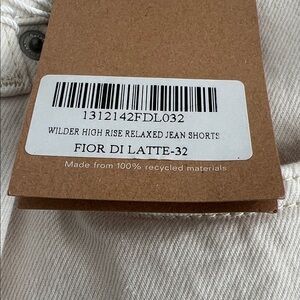 1312142FDL032
WILDER HIGH RISE RELAXED JEAN SHORTS
FIOR DI LATTE-32
Made from 100% recycled materials